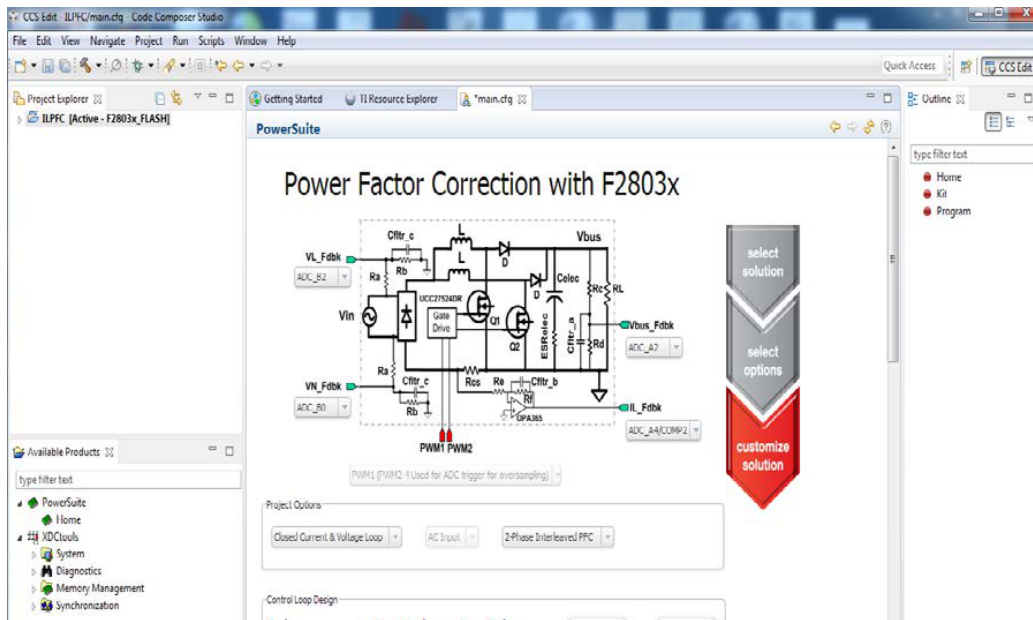 CCS Edit - ILPFC/main.cfg - Code Composer Studio
File Edit View Navigate Project Run Scripts Window Help
Quick Access
CCS Edit
Project Explorer
ILPFC [Active - F2803x_FLASH]
Getting Started
TI Resource Explorer
*main.cfg
Outline
type filter text
Home
Kit
Program
PowerSuite
Power Factor Correction with F2803x
Cfltr_c
L
Vbus
VL_Fdbk
Rb
Ra
L
D
ADC_B2
D
Celec
Rc
RL
UCC27524DR
Vin
Gate
Drive
Q1
Q2
ESRelec
Cfltr_a
Rd
Vbus_Fdbk
ADC_A2
Ra
VN_Fdbk
Cfltr_c
Rcs
Re
Cfltr_b
Rf
ADC_B0
Rb
OPA365
IL_Fdbk
ADC_A4/COMP2
PWM1 PWM2
PWM1 (PWM2-4 Used for ADC trigger for oversampling)
select
solution
select
options
customize
solution
Project Options
Closed Current & Voltage Loop
AC Input
2-Phase Interleaved PFC
Control Loop Design
Available Products
type filter text
PowerSuite
Home
XDCtools
System
Diagnostics
Memory Management
Synchronization